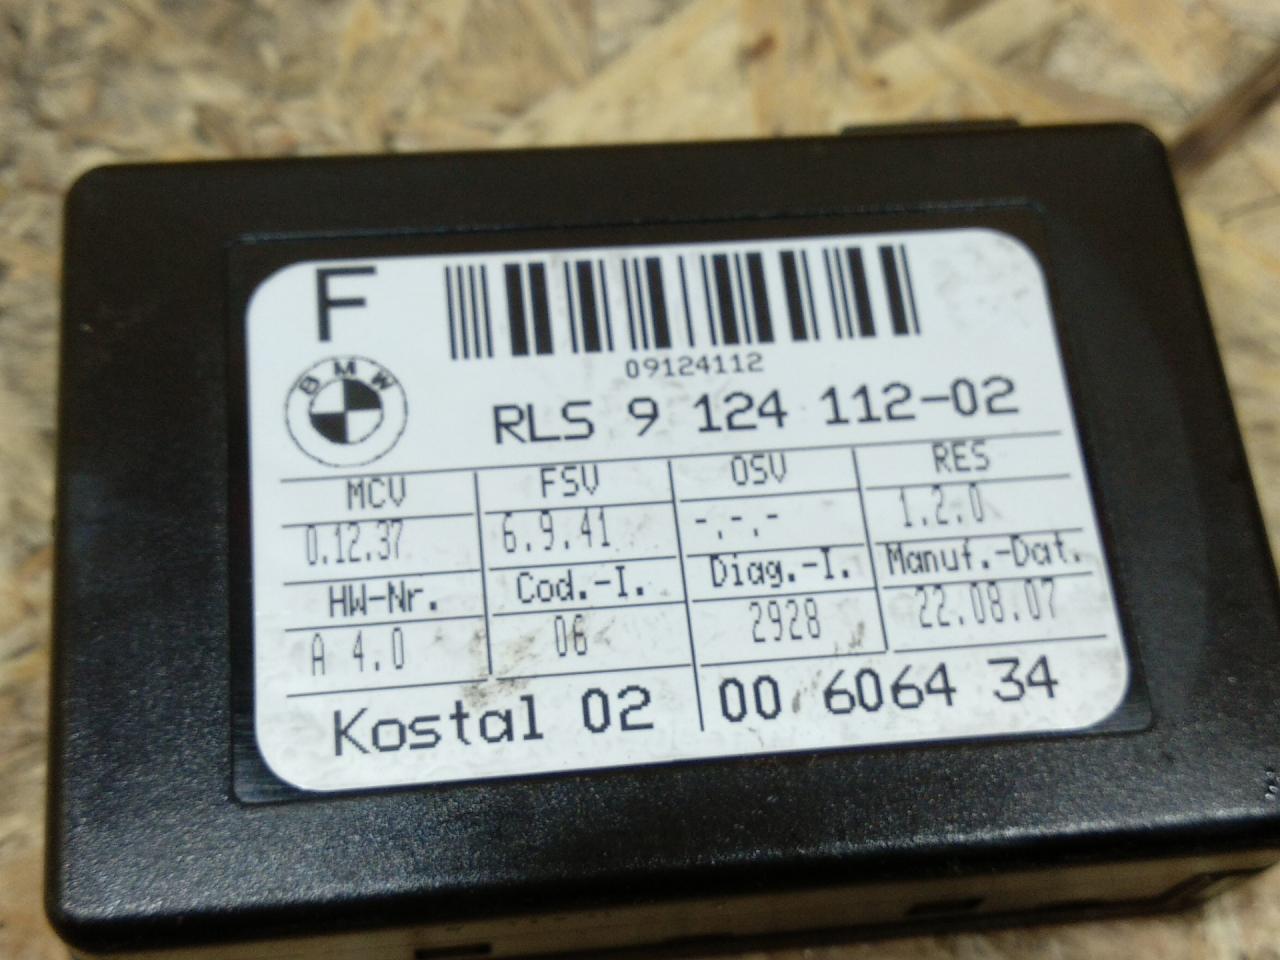 F
09124112
BMW
RLS 9 124 112-02
MCV FSV OSV RES
0.12.37 6.9.41 -.-.- 1.2.0
HW-Nr. Cod.-I. Diag.-I. Manuf.-Dat.
A 4.0 06 2928 22.08.07
Kostal 02 00 6064 34